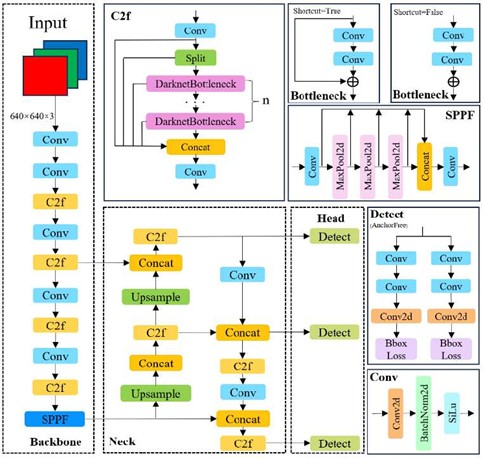 Input
640×640×3
Conv
Conv
C2f
Conv
C2f
Conv
C2f
Conv
C2f
SPPF
Backbone
C2f
Conv
Split
DarknetBottleneck
. . .
DarknetBottleneck
n
Concat
Conv
Shortcut=True
Conv
Conv
Bottleneck
Shortcut=False
Conv
Conv
Bottleneck
SPPF
Conv
MaxPool2d
MaxPool2d
MaxPool2d
Concat
Conv
C2f
Concat
Upsample
C2f
Concat
Upsample
Conv
Concat
C2f
Conv
Concat
C2f
Neck
Head
Detect
Detect
Detect
Detect
(AnchorFree)
Conv
Conv
Conv
Conv
Conv2d
Conv2d
Bbox
Loss
Bbox
Loss
Conv
Conv2d
BatchNorm2d
SiLu